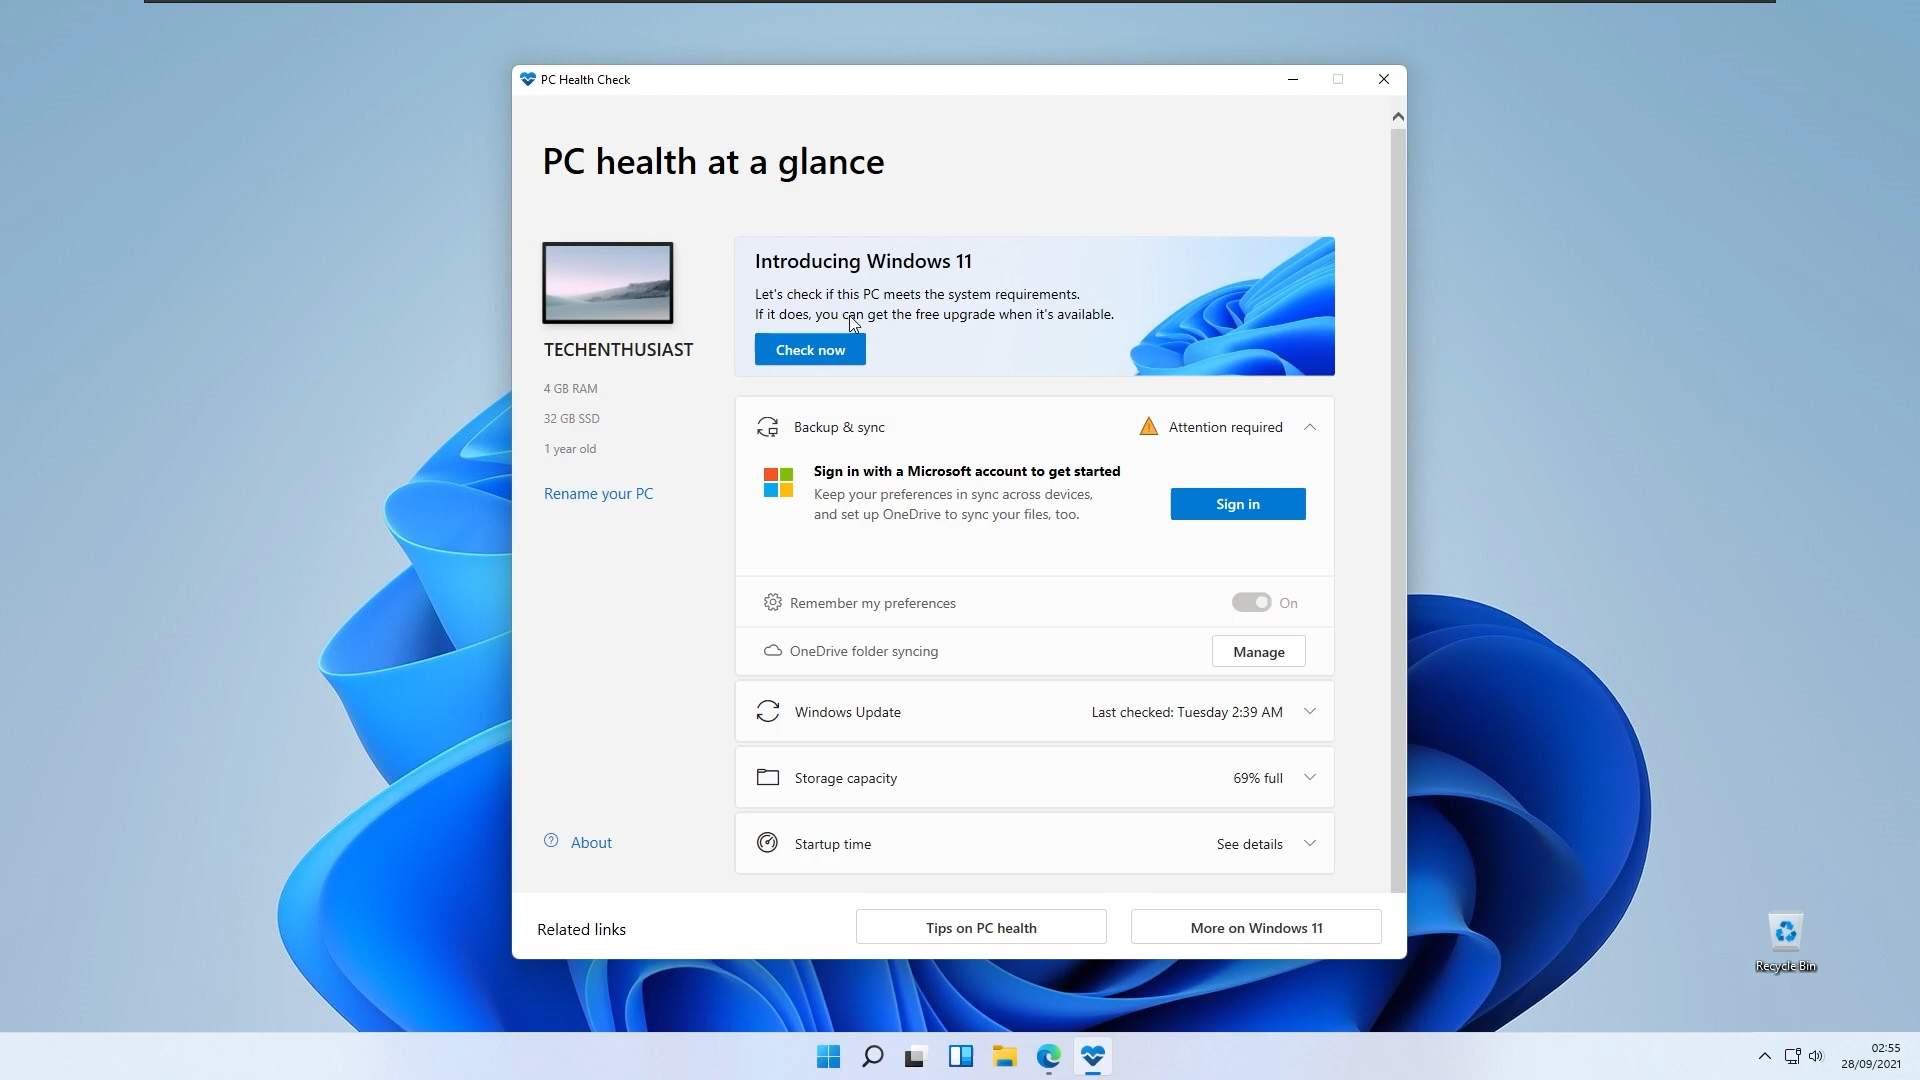 PC Health Check
PC health at a glance
TECHENTHUSIAST
4 GB RAM
32 GB SSD
1 year old
Rename your PC
About
Introducing Windows 11
Let's check if this PC meets the system requirements.
If it does, you can get the free upgrade when it's available.
Check now
Backup & sync
Attention required
Sign in with a Microsoft account to get started
Keep your preferences in sync across devices,
and set up OneDrive to sync your files, too.
Sign in
Remember my preferences
On
OneDrive folder syncing
Manage
Windows Update
Last checked: Tuesday 2:39 AM
Storage capacity
69% full
Startup time
See details
Related links
Tips on PC health
More on Windows 11
Recycle Bin
02:55
28/09/2021